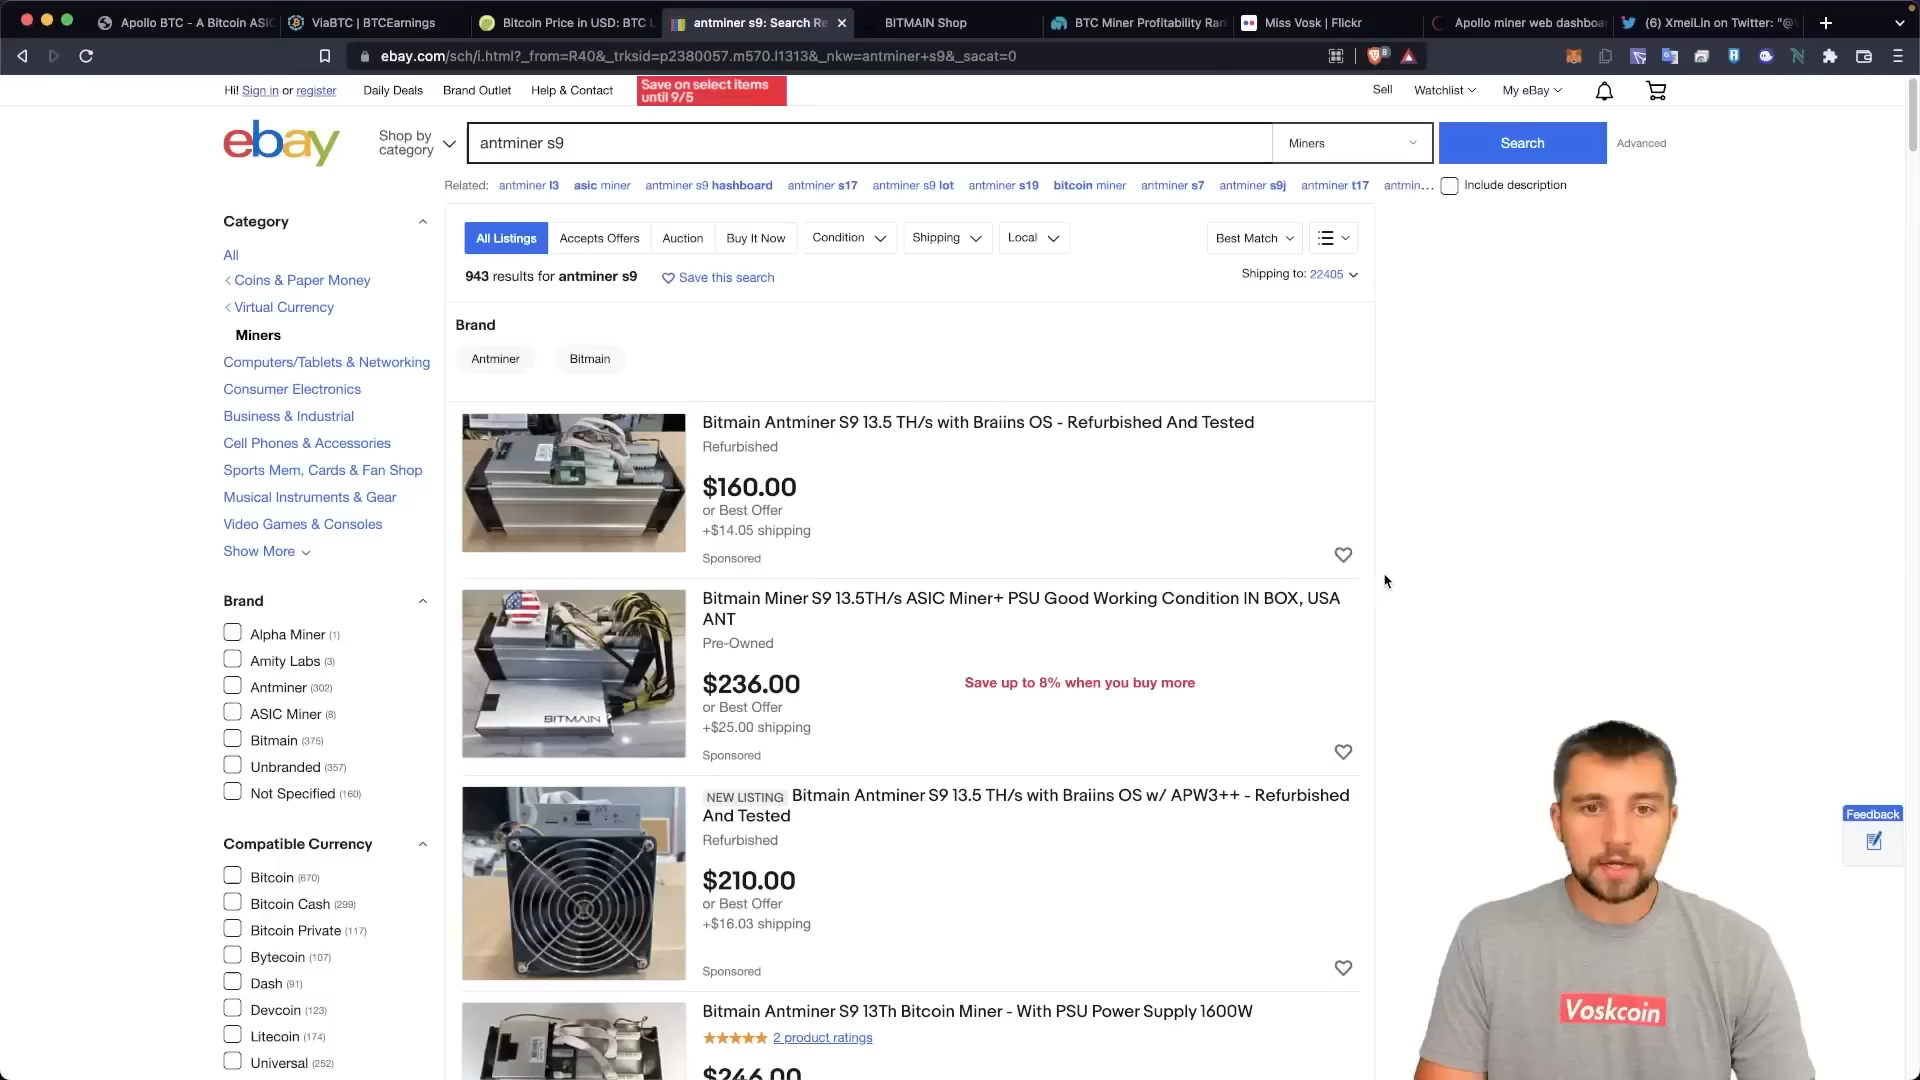 Apollo BTC - A Bitcoin ASIC
ViaBTC | BTCEarnings
Bitcoin Price in USD: BTC L
antminer s9: Search Re
BITMAIN Shop
BTC Miner Profitability Ran
Miss Vosk | Flickr
Apollo miner web dashboa
(6) XmeiLin on Twitter: "@
ebay.com/sch/i.html?_from=R40&_trksid=p2380057.m570.l1313&_nkw=antminer+s9&_sacat=0
8
Hi! Sign in or register
Daily Deals
Brand Outlet
Help & Contact
Save on select items
until 9/5
Sell
Watchlist
My eBay
ebay
Shop by
category
antminer s9
Miners
Search
Advanced
Related: antminer l3 asic miner antminer s9 hashboard antminer s17 antminer s9 lot antminer s19 bitcoin miner antminer s7 antminer s9j antminer t17 antmin...
Include description
Category
All
Coins & Paper Money
Virtual Currency
Miners
Computers/Tablets & Networking
Consumer Electronics
Business & Industrial
Cell Phones & Accessories
Sports Mem, Cards & Fan Shop
Musical Instruments & Gear
Video Games & Consoles
Show More
Brand
Alpha Miner (1)
Amity Labs (3)
Antminer (302)
ASIC Miner (8)
Bitmain (375)
Unbranded (357)
Not Specified (160)
Compatible Currency
Bitcoin (670)
Bitcoin Cash (299)
Bitcoin Private (117)
Bytecoin (107)
Dash (91)
Devcoin (123)
Litecoin (174)
Universal (252)
All Listings
Accepts Offers
Auction
Buy It Now
Condition
Shipping
Local
Best Match
943 results for antminer s9
Save this search
Shipping to: 22405
Brand
Antminer
Bitmain
Bitmain Antminer S9 13.5 TH/s with Braiins OS - Refurbished And Tested
Refurbished
$160.00
or Best Offer
+$14.05 shipping
Sponsored
Bitmain Miner S9 13.5TH/s ASIC Miner+ PSU Good Working Condition IN BOX, USA
ANT
Pre-Owned
$236.00
Save up to 8% when you buy more
or Best Offer
+$25.00 shipping
Sponsored
BITMAIN
NEW LISTING Bitmain Antminer S9 13.5 TH/s with Braiins OS w/ APW3++ - Refurbished
And Tested
Refurbished
$210.00
or Best Offer
+$16.03 shipping
Sponsored
Bitmain Antminer S9 13Th Bitcoin Miner - With PSU Power Supply 1600W
2 product ratings
$246.00
Feedback
Voskcoin